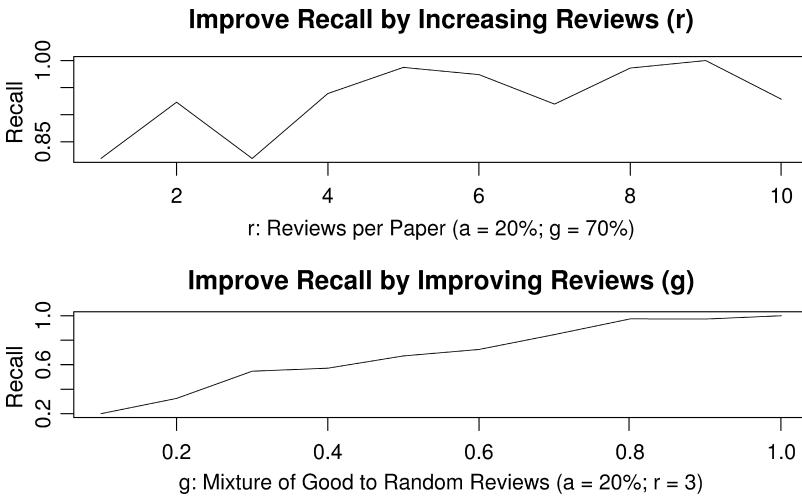 Improve Recall by Increasing Reviews (r)
Recall
1.00
0.85
2 4 6 8 10
r: Reviews per Paper (a = 20%; g = 70%)
Improve Recall by Improving Reviews (g)
Recall
1.0
0.6
0.2
0.2 0.4 0.6 0.8 1.0
g: Mixture of Good to Random Reviews (a = 20%; r = 3)